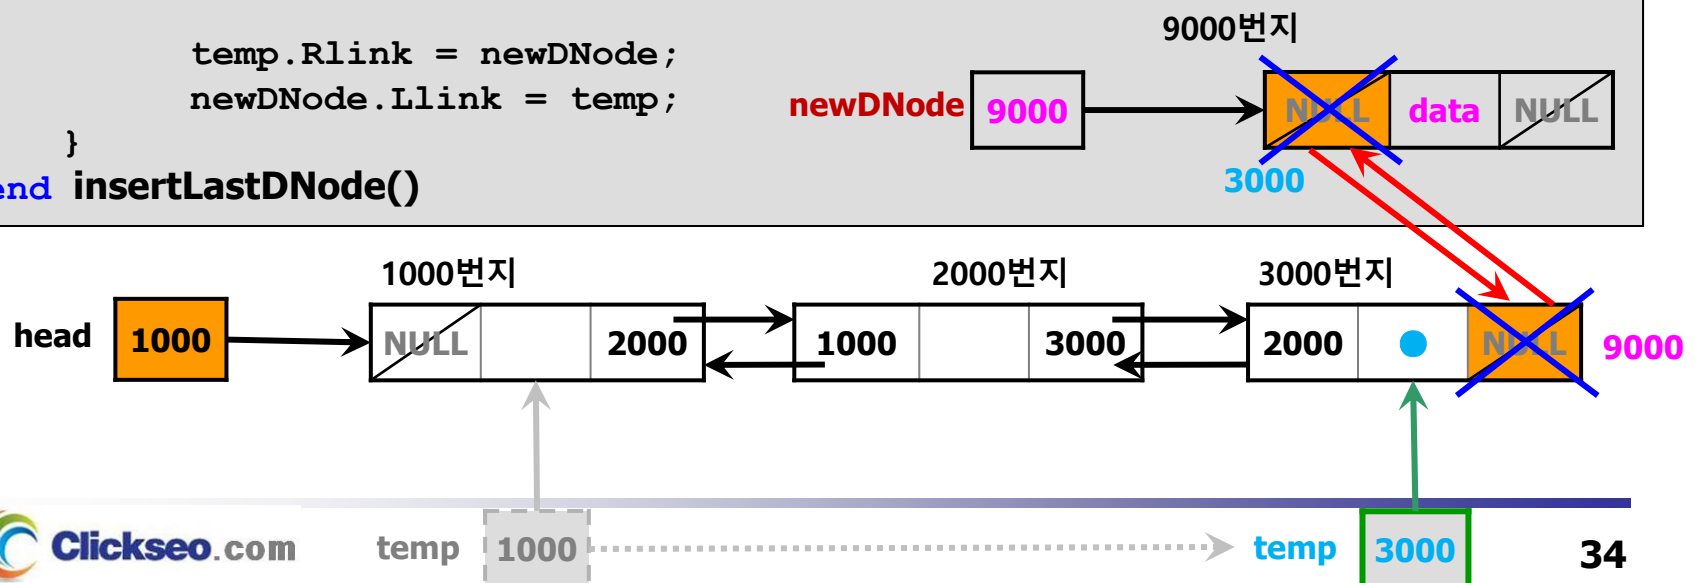 temp.Rlink = newDNode;
newDNode.Llink = temp;
}
end insertLastDNode()
9000번지
newDNode 9000 NULL data NULL
3000
1000번지 2000번지 3000번지
head 1000 NULL 2000 1000 3000 2000 NULL 9000
Clickseo.com temp 1000 temp 3000 34